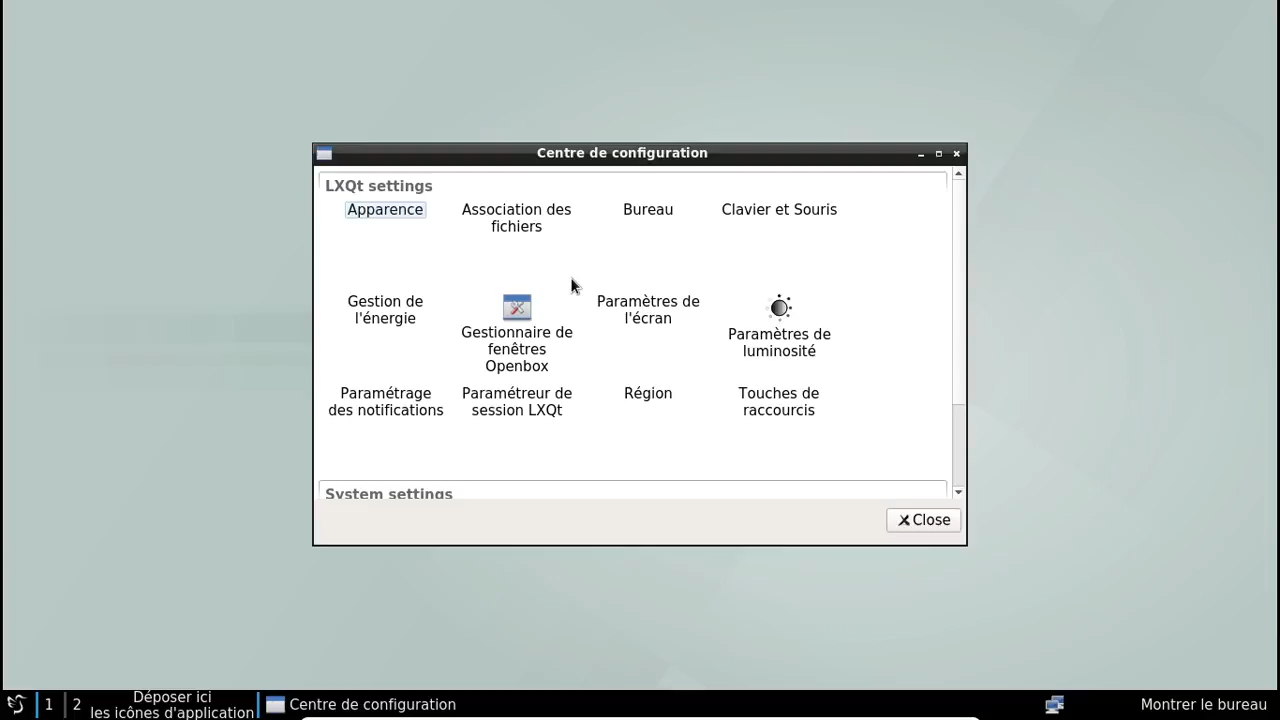 Centre de configuration
LXQt settings
Apparence
Association des
fichiers
Bureau
Clavier et Souris
Gestion de
l'énergie
Gestionnaire de
fenêtres
Openbox
Paramètres de
l'écran
Paramètres de
luminosité
Paramétrage
des notifications
Paramétreur de
session LXQt
Région
Touches de
raccourcis
System settings
Close
1
2
Déposer ici
les icônes d'application
Centre de configuration
Montrer le bureau